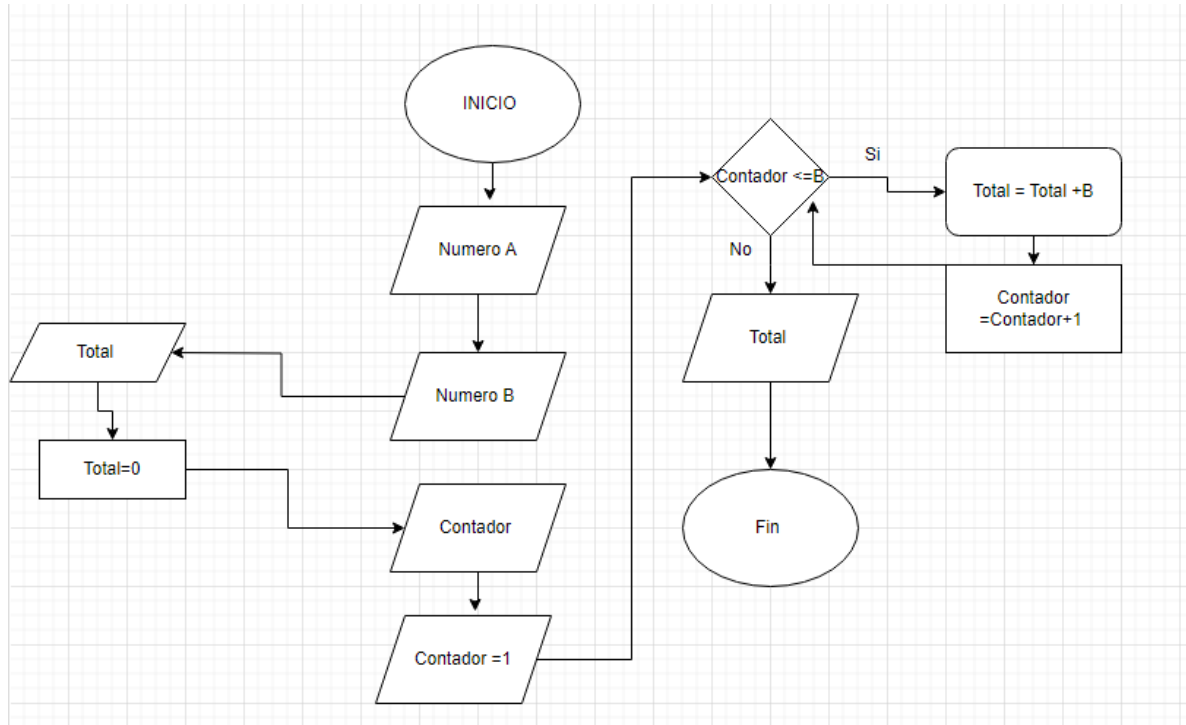 INICIO
Numero A
Numero B
Total
Total=0
Contador
Contador =1
Contador <=B
Si
Total = Total +B
Contador
=Contador+1
No
Total
Fin